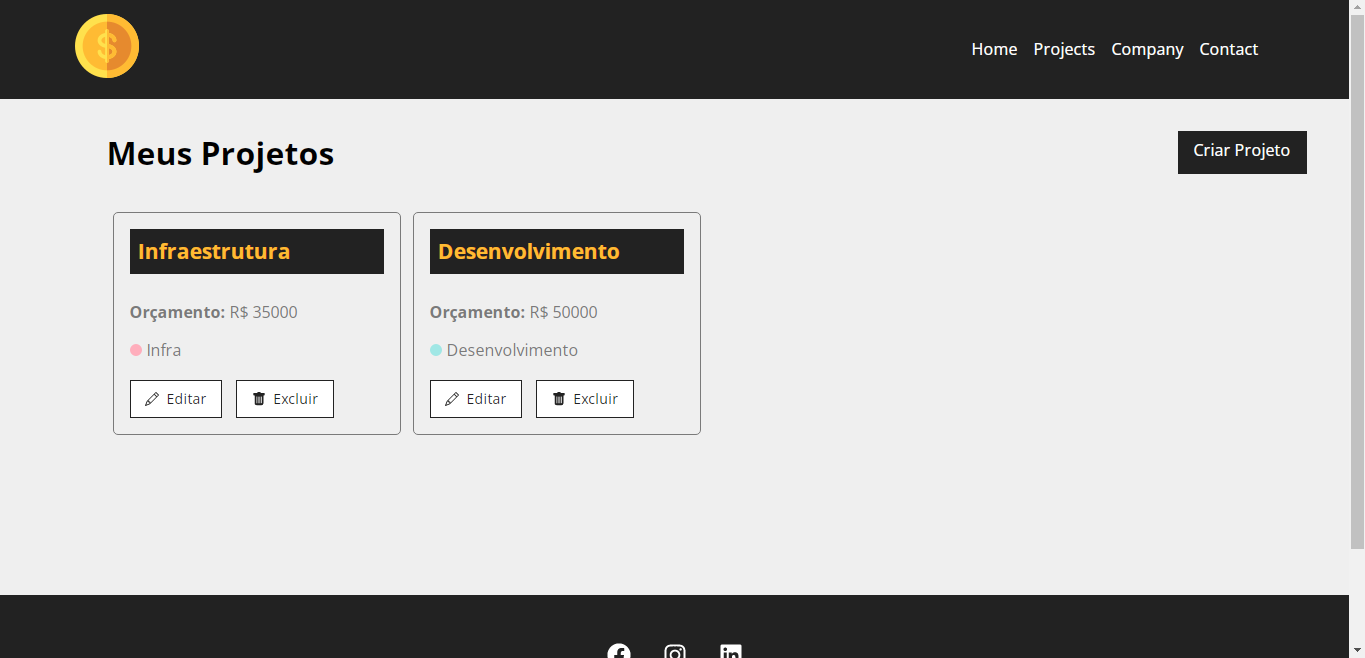 $
Home Projects Company Contact
Meus Projetos
Criar Projeto
Infraestrutura
Orçamento: R$ 35000
Infra
Editar Excluir
Desenvolvimento
Orçamento: R$ 50000
Desenvolvimento
Editar Excluir